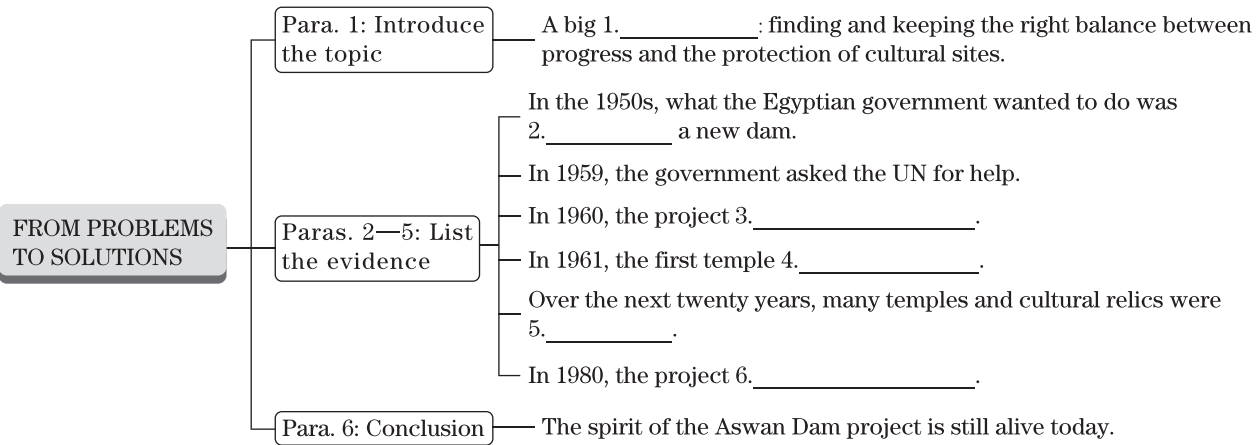 Para. 1: Introduce
the topic
A big 1.____________: finding and keeping the right balance between
progress and the protection of cultural sites.
In the 1950s, what the Egyptian government wanted to do was
2.___________ a new dam.
In 1959, the government asked the UN for help.
FROM PROBLEMS
TO SOLUTIONS
Paras. 2—5: List
the evidence
In 1960, the project 3.____________________.
In 1961, the first temple 4.________________.
Over the next twenty years, many temples and cultural relics were
5.___________.
In 1980, the project 6.____________________.
Para. 6: Conclusion
The spirit of the Aswan Dam project is still alive today.